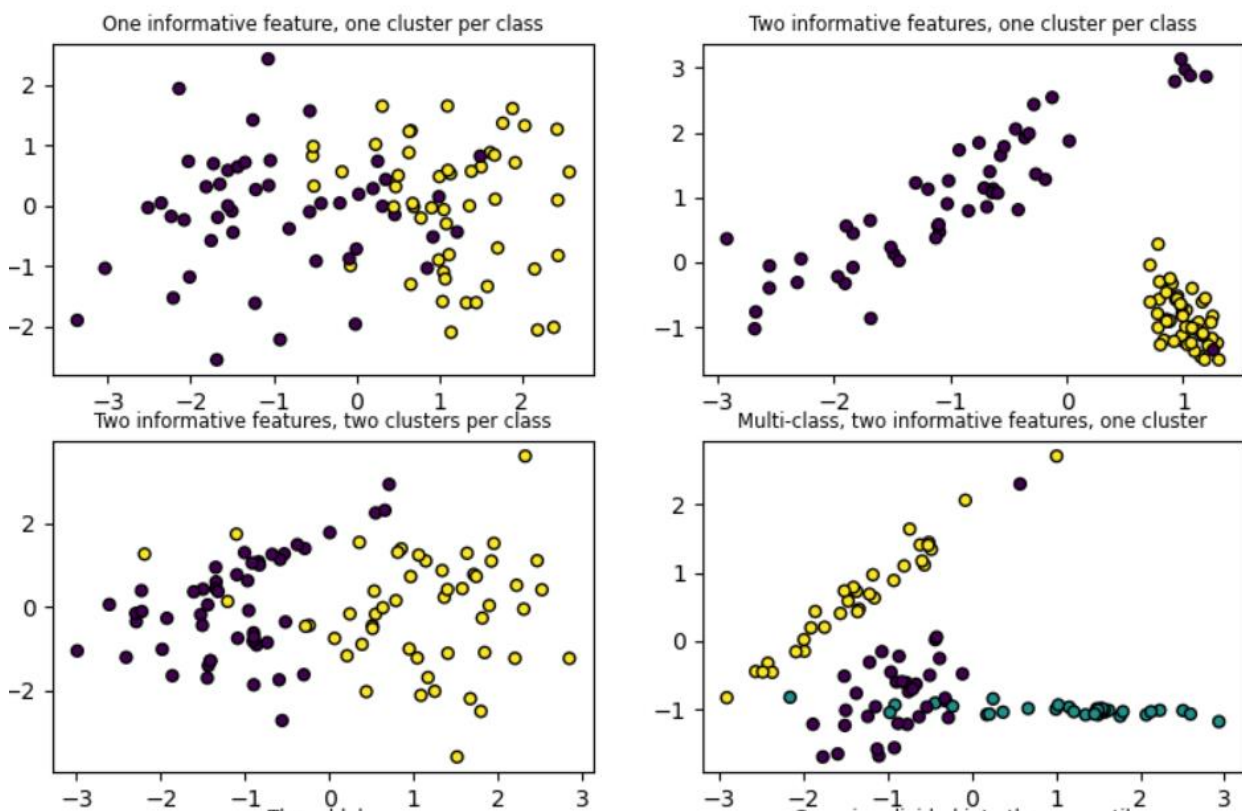 One informative feature, one cluster per class
2
1
0
−1
−2
−3 −2 −1 0 1 2
Two informative features, one cluster per class
3
2
1
0
−1
−3 −2 −1 0 1
Two informative features, two clusters per class
2
0
−2
−3 −2 −1 0 1 2 3
Multi-class, two informative features, one cluster
2
1
0
−1
−3 −2 −1 0 1 2 3